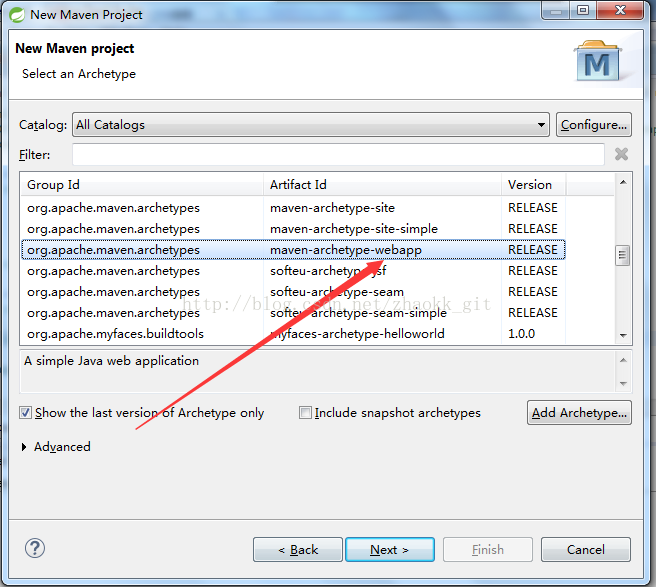 New Maven Project
New Maven project
Select an Archetype
M
Catalog: All Catalogs Configure...
Filter:
Group Id Artifact Id Version
org.apache.maven.archetypes maven-archetype-site RELEASE
org.apache.maven.archetypes maven-archetype-site-simple RELEASE
org.apache.maven.archetypes maven-archetype-webapp RELEASE
org.apache.maven.archetypes softeu-archetype-jsf RELEASE
org.apache.maven.archetypes softeu-archetype-seam RELEASE
http://blog.csdn.net/zhaokk_git
org.apache.maven.archetypes softeu-archetype-seam-simple RELEASE
org.apache.myfaces.buildtools myfaces-archetype-helloworld 1.0.0
A simple Java web application
Show the last version of Archetype only Include snapshot archetypes Add Archetype...
Advanced
? < Back Next > Finish Cancel